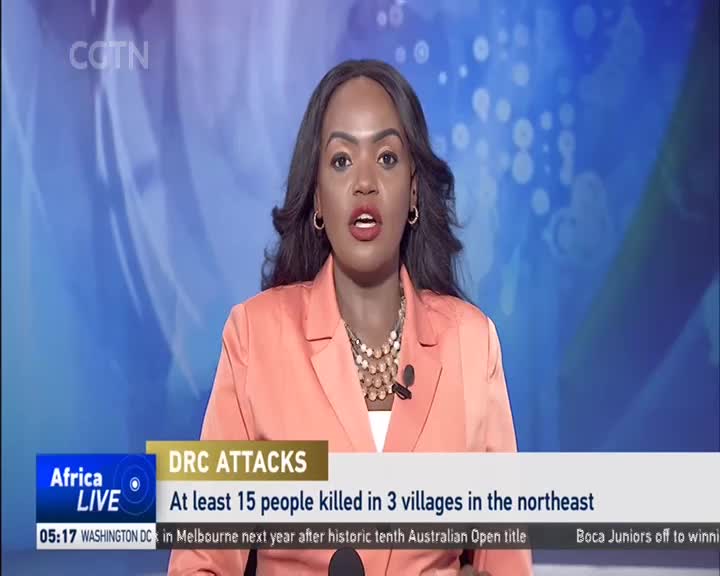 CGTN
DRC ATTACKS
Africa
LIVE
At least 15 people killed in 3 villages in the northeast
05:17 WASHINGTON DC
in Melbourne next year after historic tenth Australian Open title
Boca Juniors off to winni